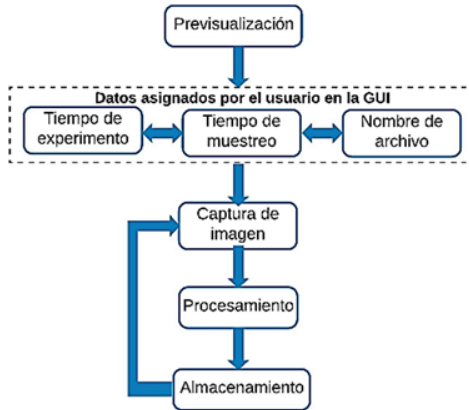 Previsualización
Datos asignados por el usuario en la GUI
Tiempo de
experimento
Tiempo de
muestreo
Nombre de
archivo
Captura de
imagen
Procesamiento
Almacenamiento